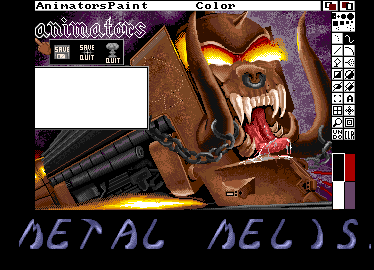 AnimatorsPaint Color
animators
SAVE SAVE QUIT
QUIT
A
METAL MELIS